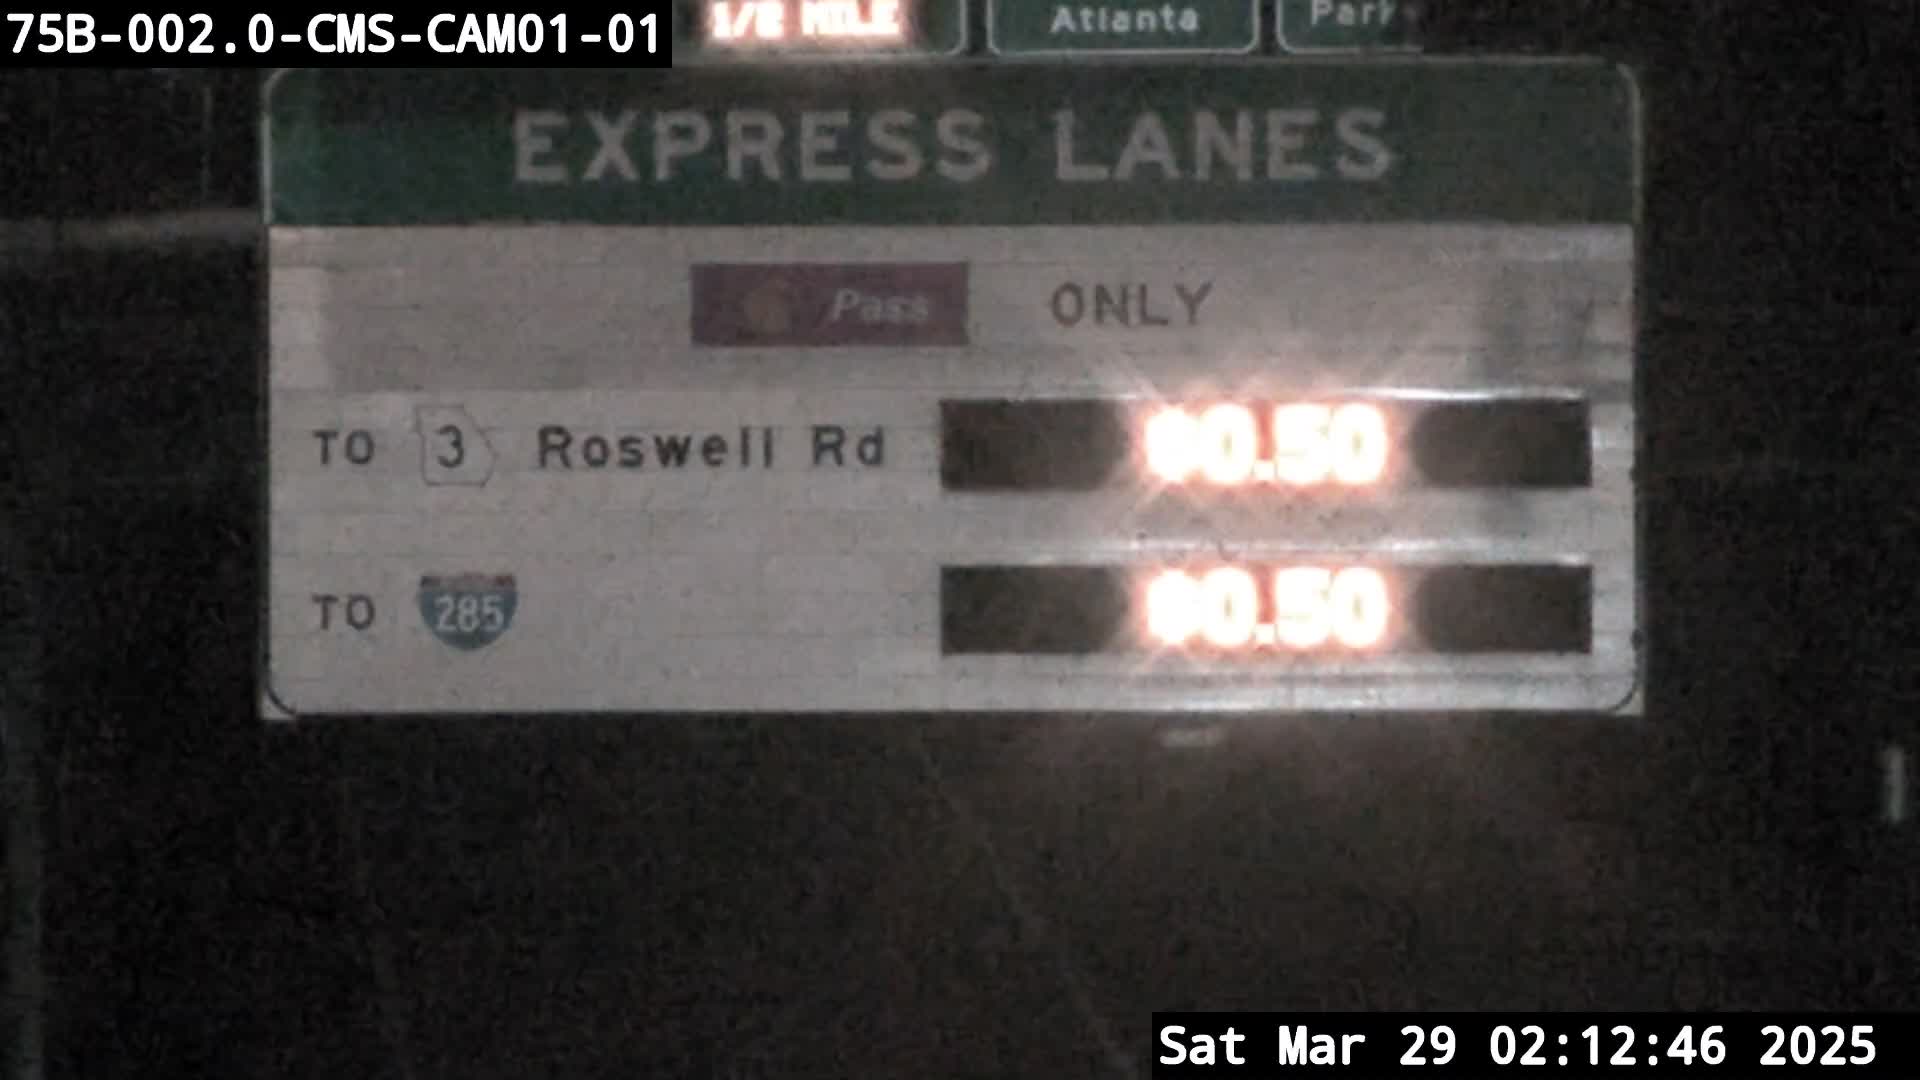 75B-002.0-CMS-CAM01-01
1/2 MILE
Atlanta
Park
EXPRESS LANES
Pass ONLY
TO 3 Roswell Rd $0.50
TO 285 $0.50
Sat Mar 29 02:12:46 2025